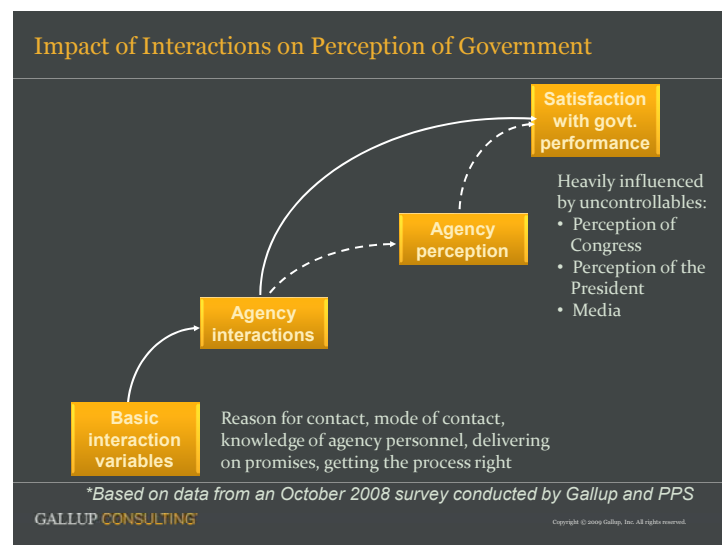 Impact of Interactions on Perception of Government
Satisfaction
with govt.
performance
Heavily influenced
by uncontrollables:
• Perception of
Congress
• Perception of the
President
• Media
Agency
perception
Agency
interactions
Basic
interaction
variables
Reason for contact, mode of contact,
knowledge of agency personnel, delivering
on promises, getting the process right
*Based on data from an October 2008 survey conducted by Gallup and PPS
GALLUP CONSULTING
Copyright © 2009 Gallup, Inc. All rights reserved.